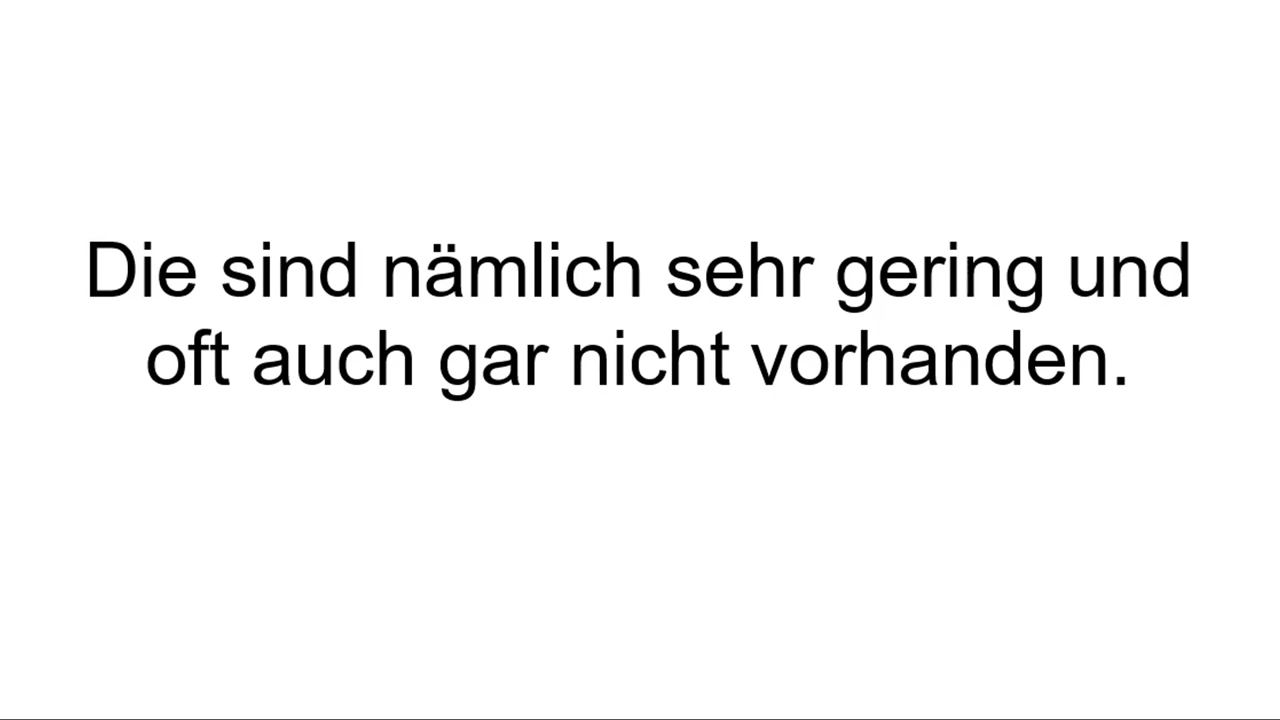 Die sind nämlich sehr gering und
oft auch gar nicht vorhanden.